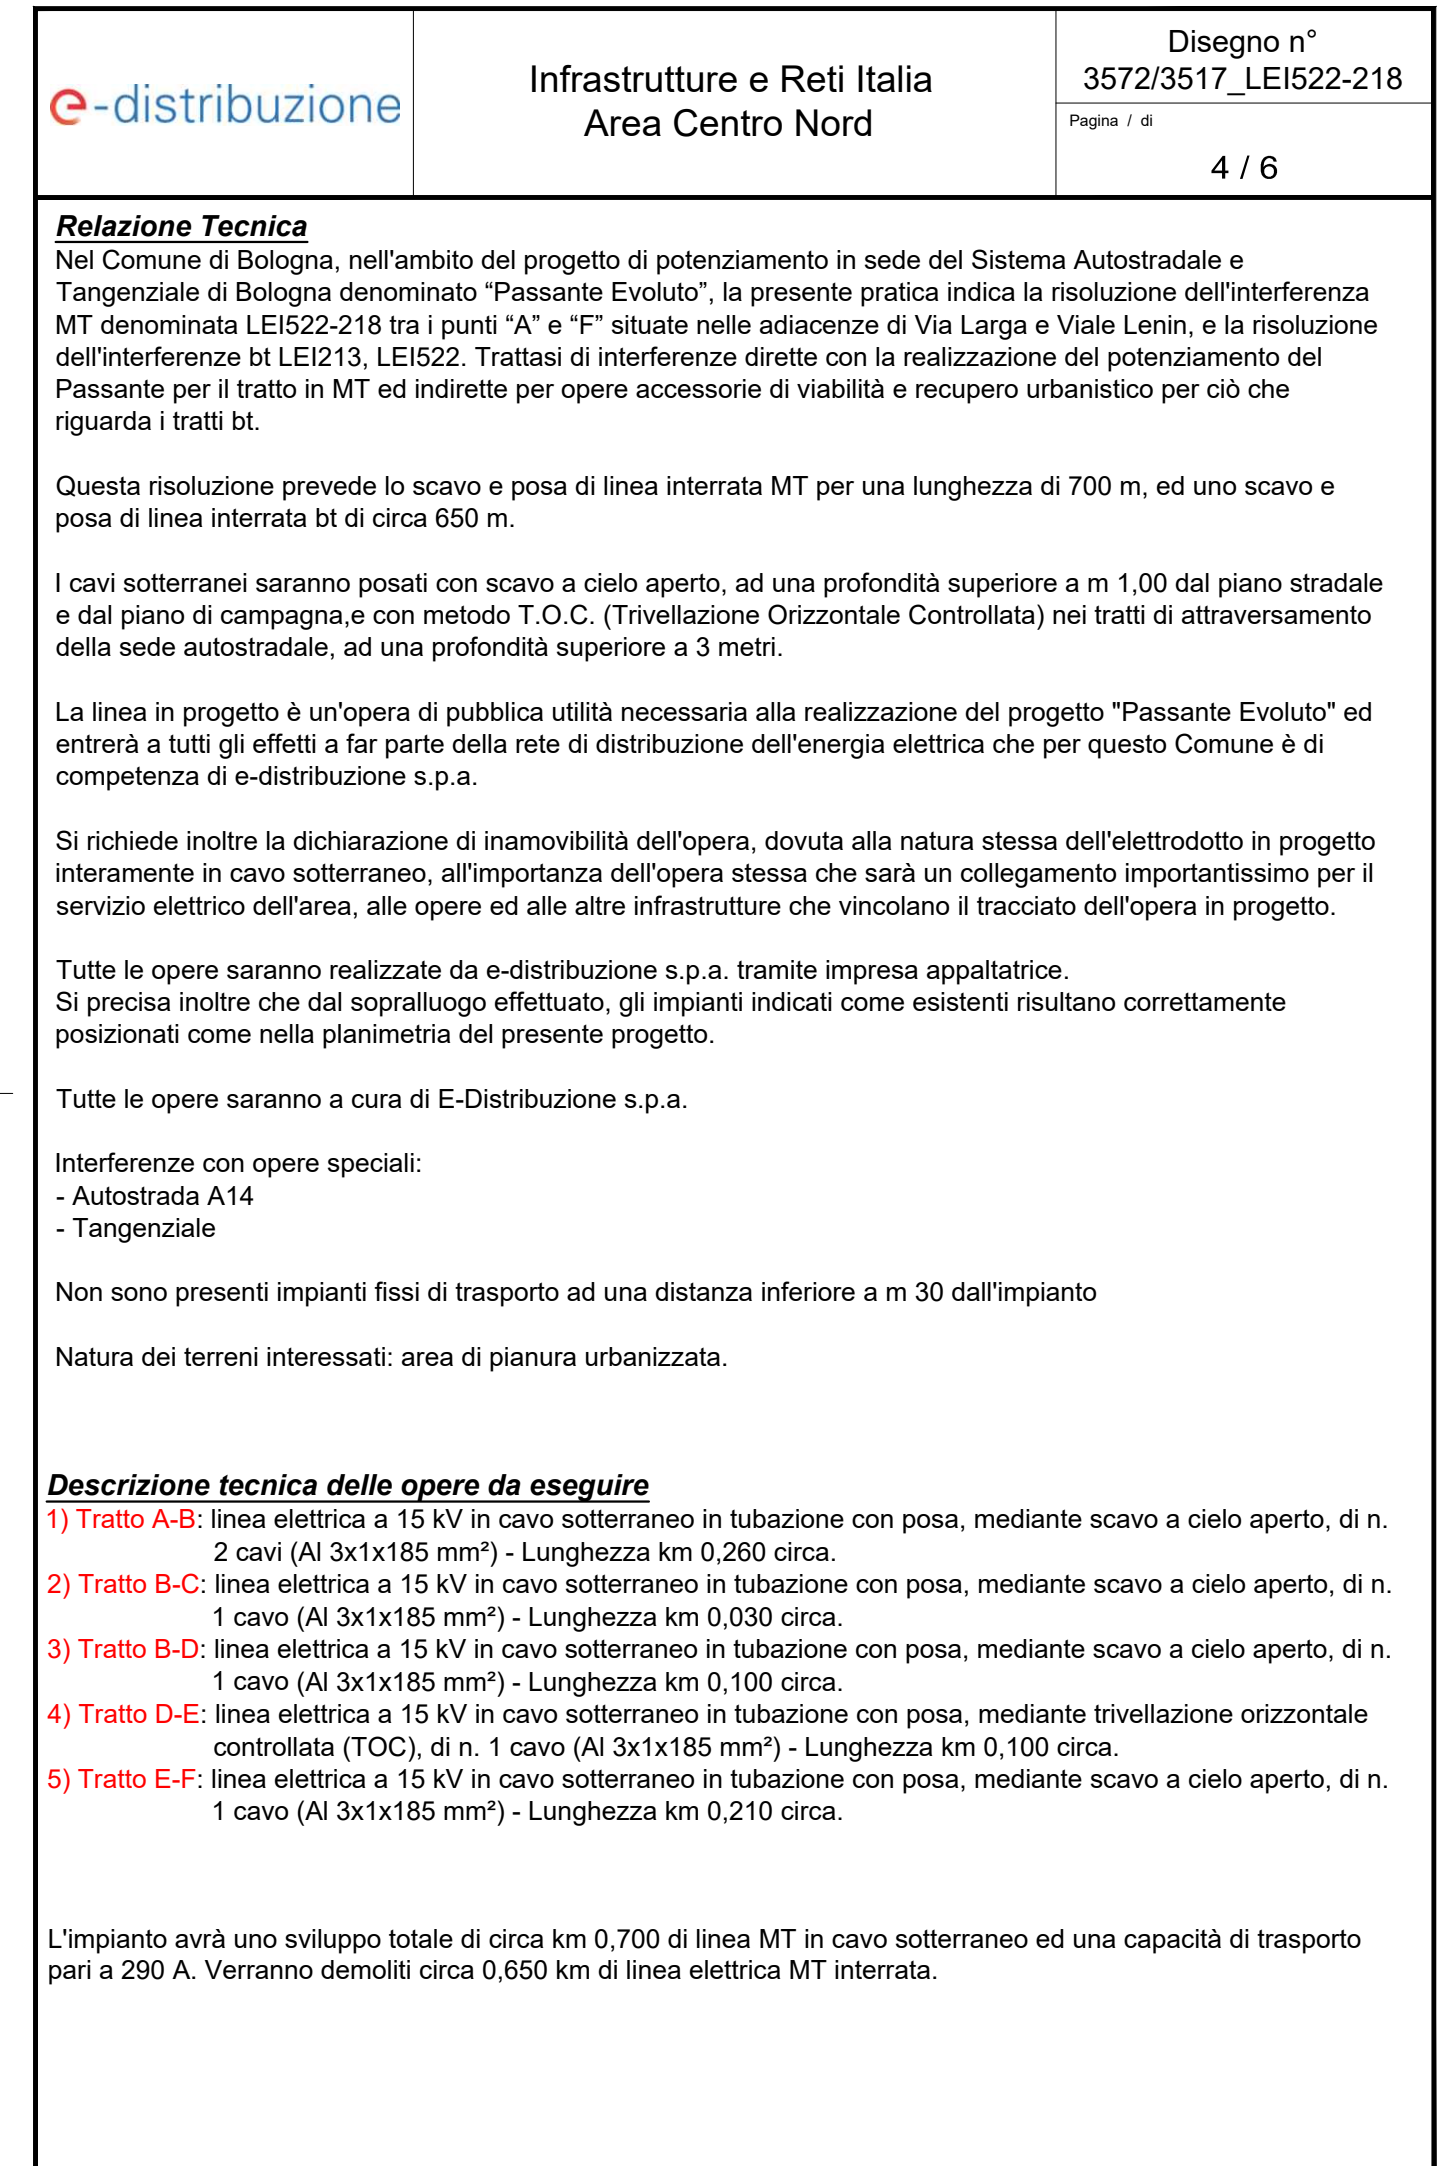 e-distribuzione
Infrastrutture e Reti Italia
Area Centro Nord
Disegno n°
3572/3517_LEI522-218
Pagina / di
4 / 6
Relazione Tecnica
Nel Comune di Bologna, nell'ambito del progetto di potenziamento in sede del Sistema Autostradale e
Tangenziale di Bologna denominato “Passante Evoluto”, la presente pratica indica la risoluzione dell'interferenza
MT denominata LEI522-218 tra i punti “A” e “F” situate nelle adiacenze di Via Larga e Viale Lenin, e la risoluzione
dell'interferenze bt LEI213, LEI522. Trattasi di interferenze dirette con la realizzazione del potenziamento del
Passante per il tratto in MT ed indirette per opere accessorie di viabilità e recupero urbanistico per ciò che
riguarda i tratti bt.
Questa risoluzione prevede lo scavo e posa di linea interrata MT per una lunghezza di 700 m, ed uno scavo e
posa di linea interrata bt di circa 650 m.
I cavi sotterranei saranno posati con scavo a cielo aperto, ad una profondità superiore a m 1,00 dal piano stradale
e dal piano di campagna,e con metodo T.O.C. (Trivellazione Orizzontale Controllata) nei tratti di attraversamento
della sede autostradale, ad una profondità superiore a 3 metri.
La linea in progetto è un'opera di pubblica utilità necessaria alla realizzazione del progetto "Passante Evoluto" ed
entrerà a tutti gli effetti a far parte della rete di distribuzione dell'energia elettrica che per questo Comune è di
competenza di e-distribuzione s.p.a.
Si richiede inoltre la dichiarazione di inamovibilità dell'opera, dovuta alla natura stessa dell'elettrodotto in progetto
interamente in cavo sotterraneo, all'importanza dell'opera stessa che sarà un collegamento importantissimo per il
servizio elettrico dell'area, alle opere ed alle altre infrastrutture che vincolano il tracciato dell'opera in progetto.
Tutte le opere saranno realizzate da e-distribuzione s.p.a. tramite impresa appaltatrice.
Si precisa inoltre che dal sopralluogo effettuato, gli impianti indicati come esistenti risultano correttamente
posizionati come nella planimetria del presente progetto.
Tutte le opere saranno a cura di E-Distribuzione s.p.a.
Interferenze con opere speciali:
- Autostrada A14
- Tangenziale
Non sono presenti impianti fissi di trasporto ad una distanza inferiore a m 30 dall'impianto
Natura dei terreni interessati: area di pianura urbanizzata.
Descrizione tecnica delle opere da eseguire
1) Tratto A-B: linea elettrica a 15 kV in cavo sotterraneo in tubazione con posa, mediante scavo a cielo aperto, di n.
2 cavi (Al 3x1x185 mm²) - Lunghezza km 0,260 circa.
2) Tratto B-C: linea elettrica a 15 kV in cavo sotterraneo in tubazione con posa, mediante scavo a cielo aperto, di n.
1 cavo (Al 3x1x185 mm²) - Lunghezza km 0,030 circa.
3) Tratto B-D: linea elettrica a 15 kV in cavo sotterraneo in tubazione con posa, mediante scavo a cielo aperto, di n.
1 cavo (Al 3x1x185 mm²) - Lunghezza km 0,100 circa.
4) Tratto D-E: linea elettrica a 15 kV in cavo sotterraneo in tubazione con posa, mediante trivellazione orizzontale
controllata (TOC), di n. 1 cavo (Al 3x1x185 mm²) - Lunghezza km 0,100 circa.
5) Tratto E-F: linea elettrica a 15 kV in cavo sotterraneo in tubazione con posa, mediante scavo a cielo aperto, di n.
1 cavo (Al 3x1x185 mm²) - Lunghezza km 0,210 circa.
L'impianto avrà uno sviluppo totale di circa km 0,700 di linea MT in cavo sotterraneo ed una capacità di trasporto
pari a 290 A. Verranno demoliti circa 0,650 km di linea elettrica MT interrata.